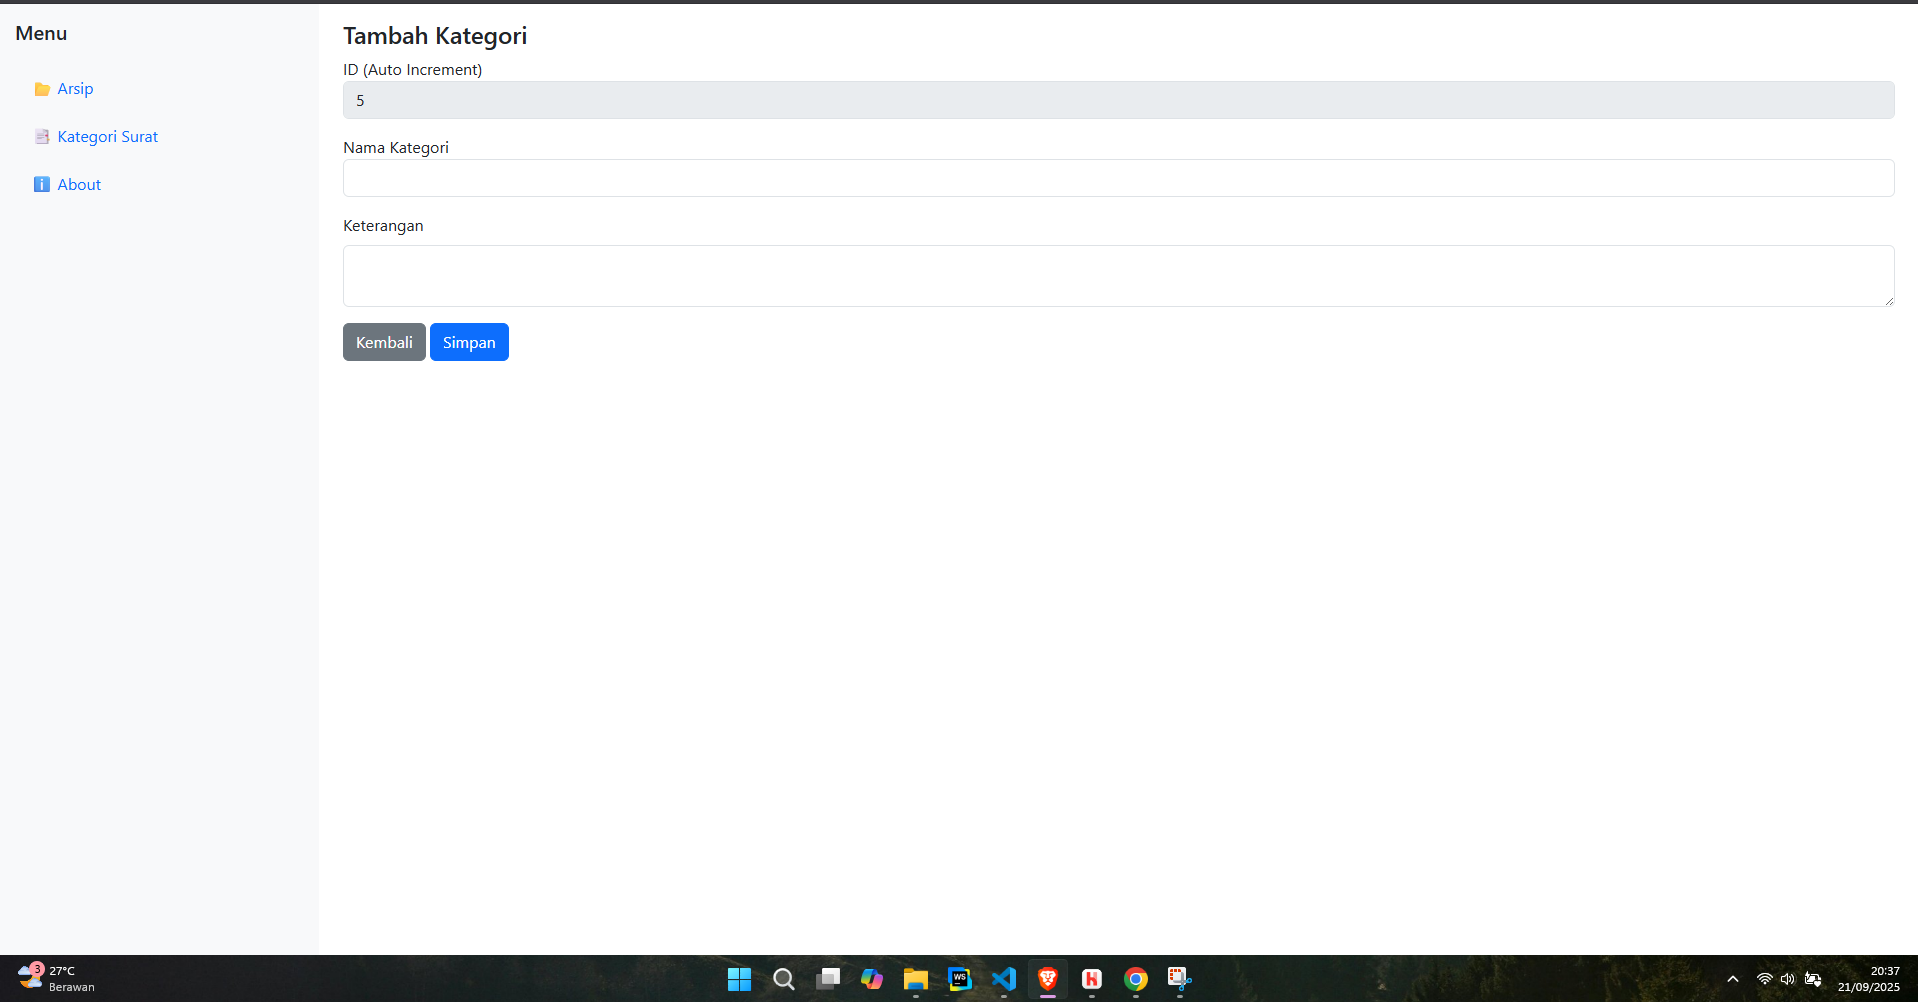 Menu
Arsip
Kategori Surat
About
Tambah Kategori
ID (Auto Increment)
5
Nama Kategori
Keterangan
Kembali
Simpan
3
27°C
Berawan
WS
20:37
21/09/2025